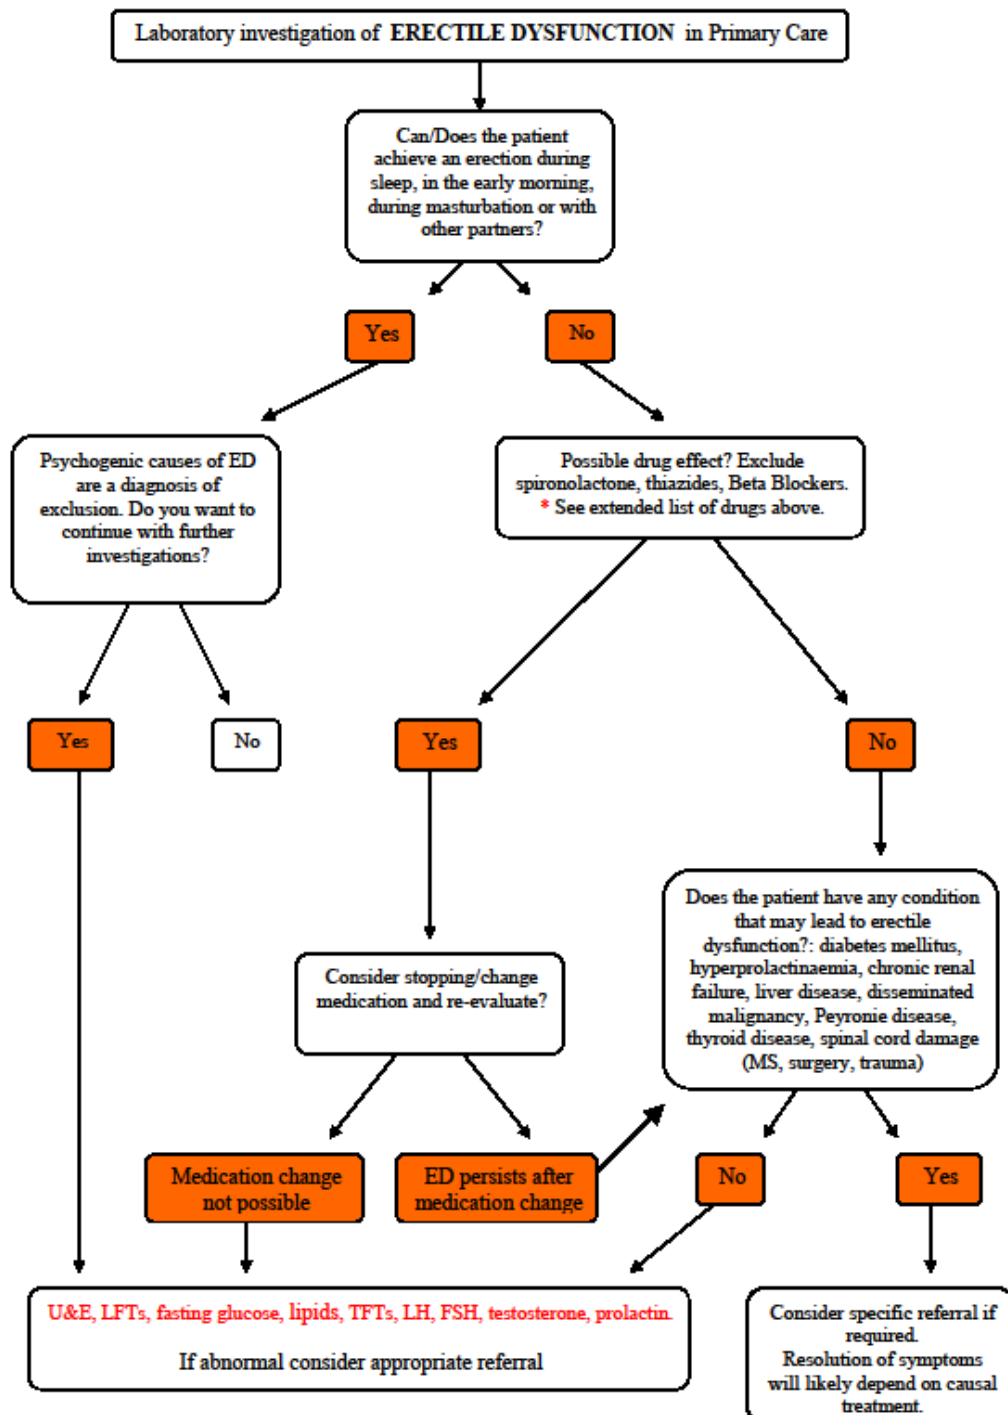 Laboratory investigation of ERECTILE DYSFUNCTION in Primary Care
Can/Does the patient
achieve an erection during
sleep, in the early morning,
during masturbation or with
other partners?
Yes
No
Psychogenic causes of ED
are a diagnosis of
exclusion. Do you want to
continue with further
investigations?
Possible drug effect? Exclude
spironolactone, thiazides, Beta Blockers.
* See extended list of drugs above.
Yes
No
Yes
No
Does the patient have any condition
that may lead to erectile
dysfunction?: diabetes mellitus,
hyperprolactinaemia, chronic renal
failure, liver disease, disseminated
malignancy, Peyronie disease,
thyroid disease, spinal cord damage
(MS, surgery, trauma)
Consider stopping/change
medication and re-evaluate?
Medication change
not possible
ED persists after
medication change
No
Yes
U&E, LFTs, fasting glucose, lipids, TFTs, LH, FSH, testosterone, prolactin.
If abnormal consider appropriate referral
Consider specific referral if
required.
Resolution of symptoms
will likely depend on causal
treatment.